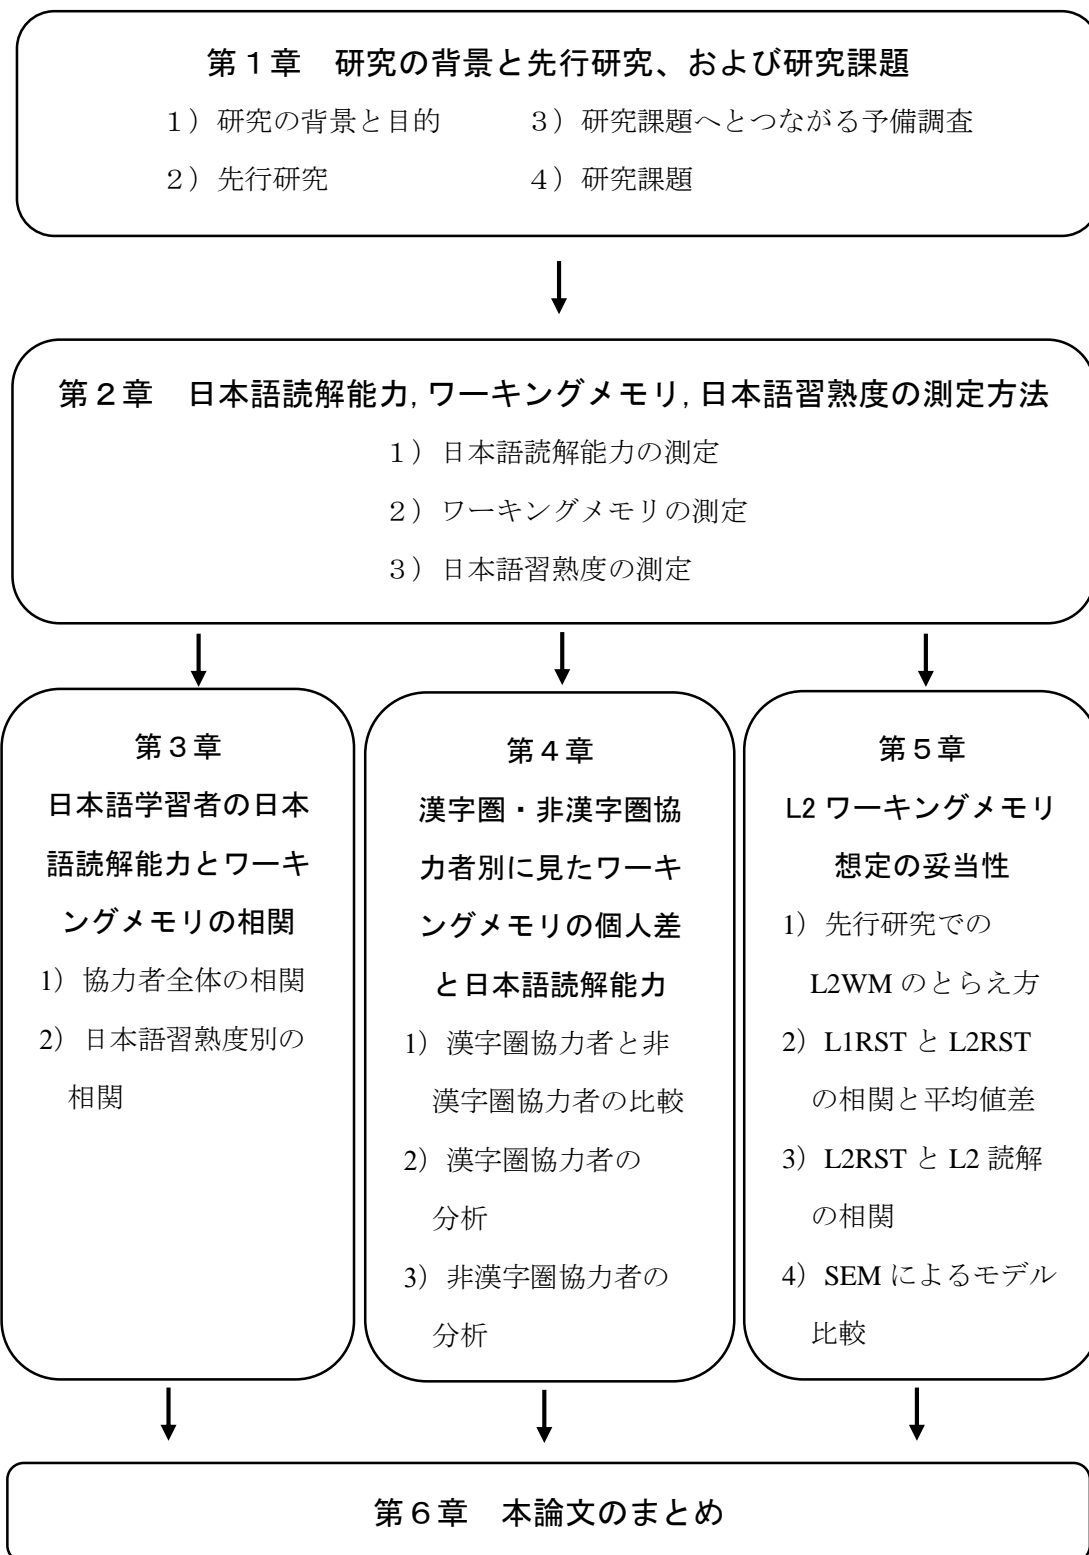 第１章　研究の背景と先行研究、および研究課題
１）研究の背景と目的　　３）研究課題へとつながる予備調査
２）先行研究　　４）研究課題
第２章　日本語読解能力，ワーキングメモリ，日本語習熟度の測定方法
１）日本語読解能力の測定
２）ワーキングメモリの測定
３）日本語習熟度の測定
第３章
日本語学習者の日本
語読解能力とワーキ
ングメモリの相関
1）協力者全体の相関
2）日本語習熟度別の
相関
第４章
漢字圏・非漢字圏協
力者別に見たワーキ
ングメモリの個人差
と日本語読解能力
1）漢字圏協力者と非
漢字圏協力者の比較
2）漢字圏協力者の
分析
3）非漢字圏協力者の
分析
第５章
L2 ワーキングメモリ
想定の妥当性
1）先行研究での
L2WM のとらえ方
2）L1RST と L2RST
の相関と平均値差
3）L2RST と L2 読解
の相関
4）SEM によるモデル
比較
第６章　本論文のまとめ